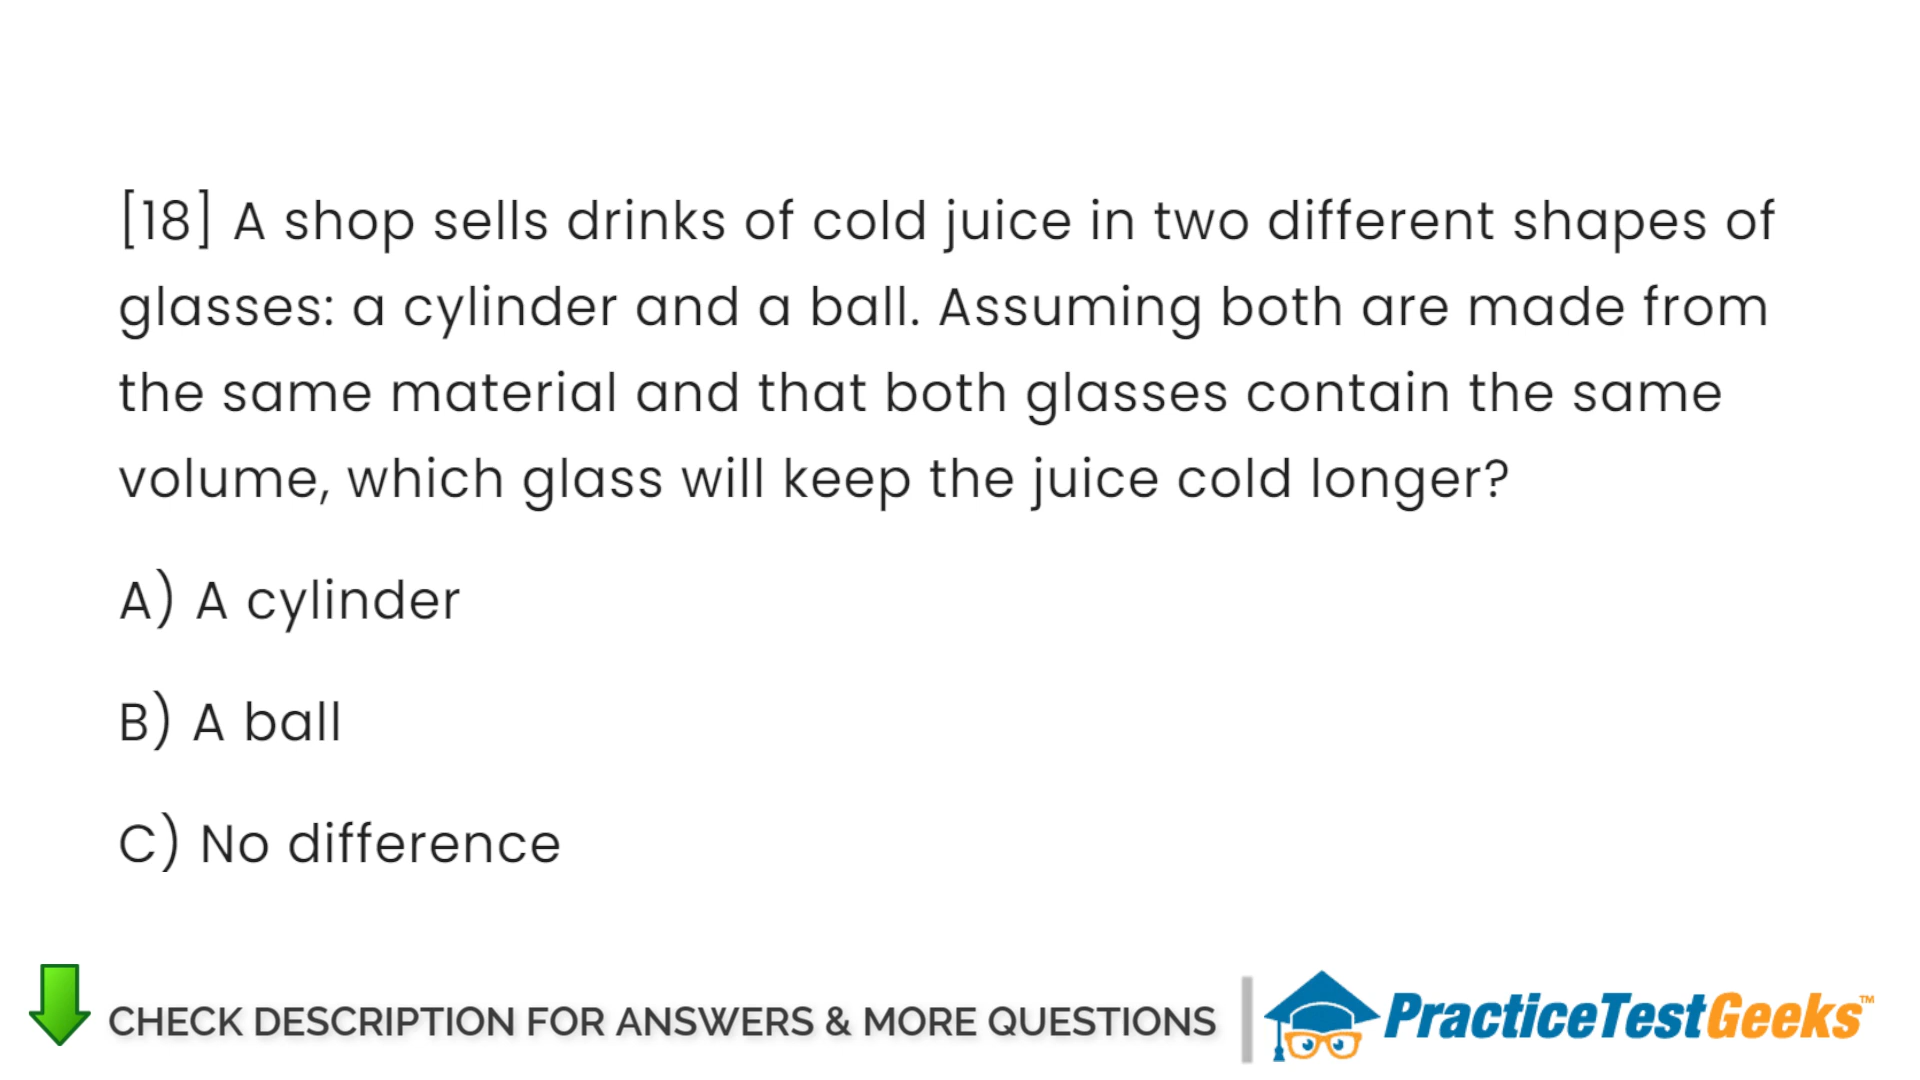 [18] A shop sells drinks of cold juice in two different shapes of
glasses: a cylinder and a ball. Assuming both are made from
the same material and that both glasses contain the same
volume, which glass will keep the juice cold longer?
A) A cylinder
B) A ball
C) No difference
CHECK DESCRIPTION FOR ANSWERS & MORE QUESTIONS
PracticeTestGeeks™